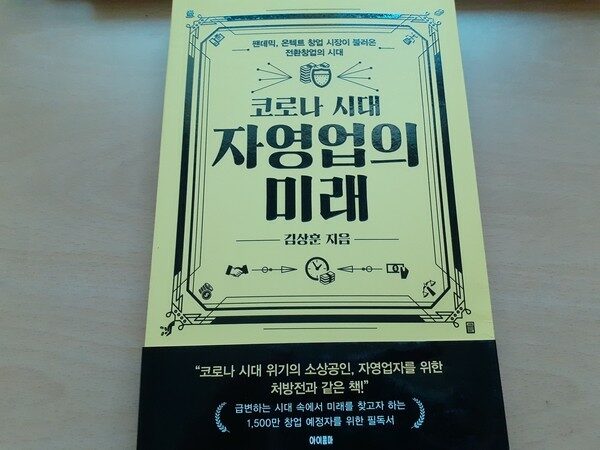 팬데믹, 온택트 창업 시장이 불러온
전환창업의 시대
코로나 시대
자영업의
미래
김상훈 지음
“코로나 시대 위기의 소상공인, 자영업자를 위한
처방전과 같은 책!”
급변하는 시대 속에서 미래를 찾고자 하는
1,500만 창업 예정자를 위한 필독서
아이콤마